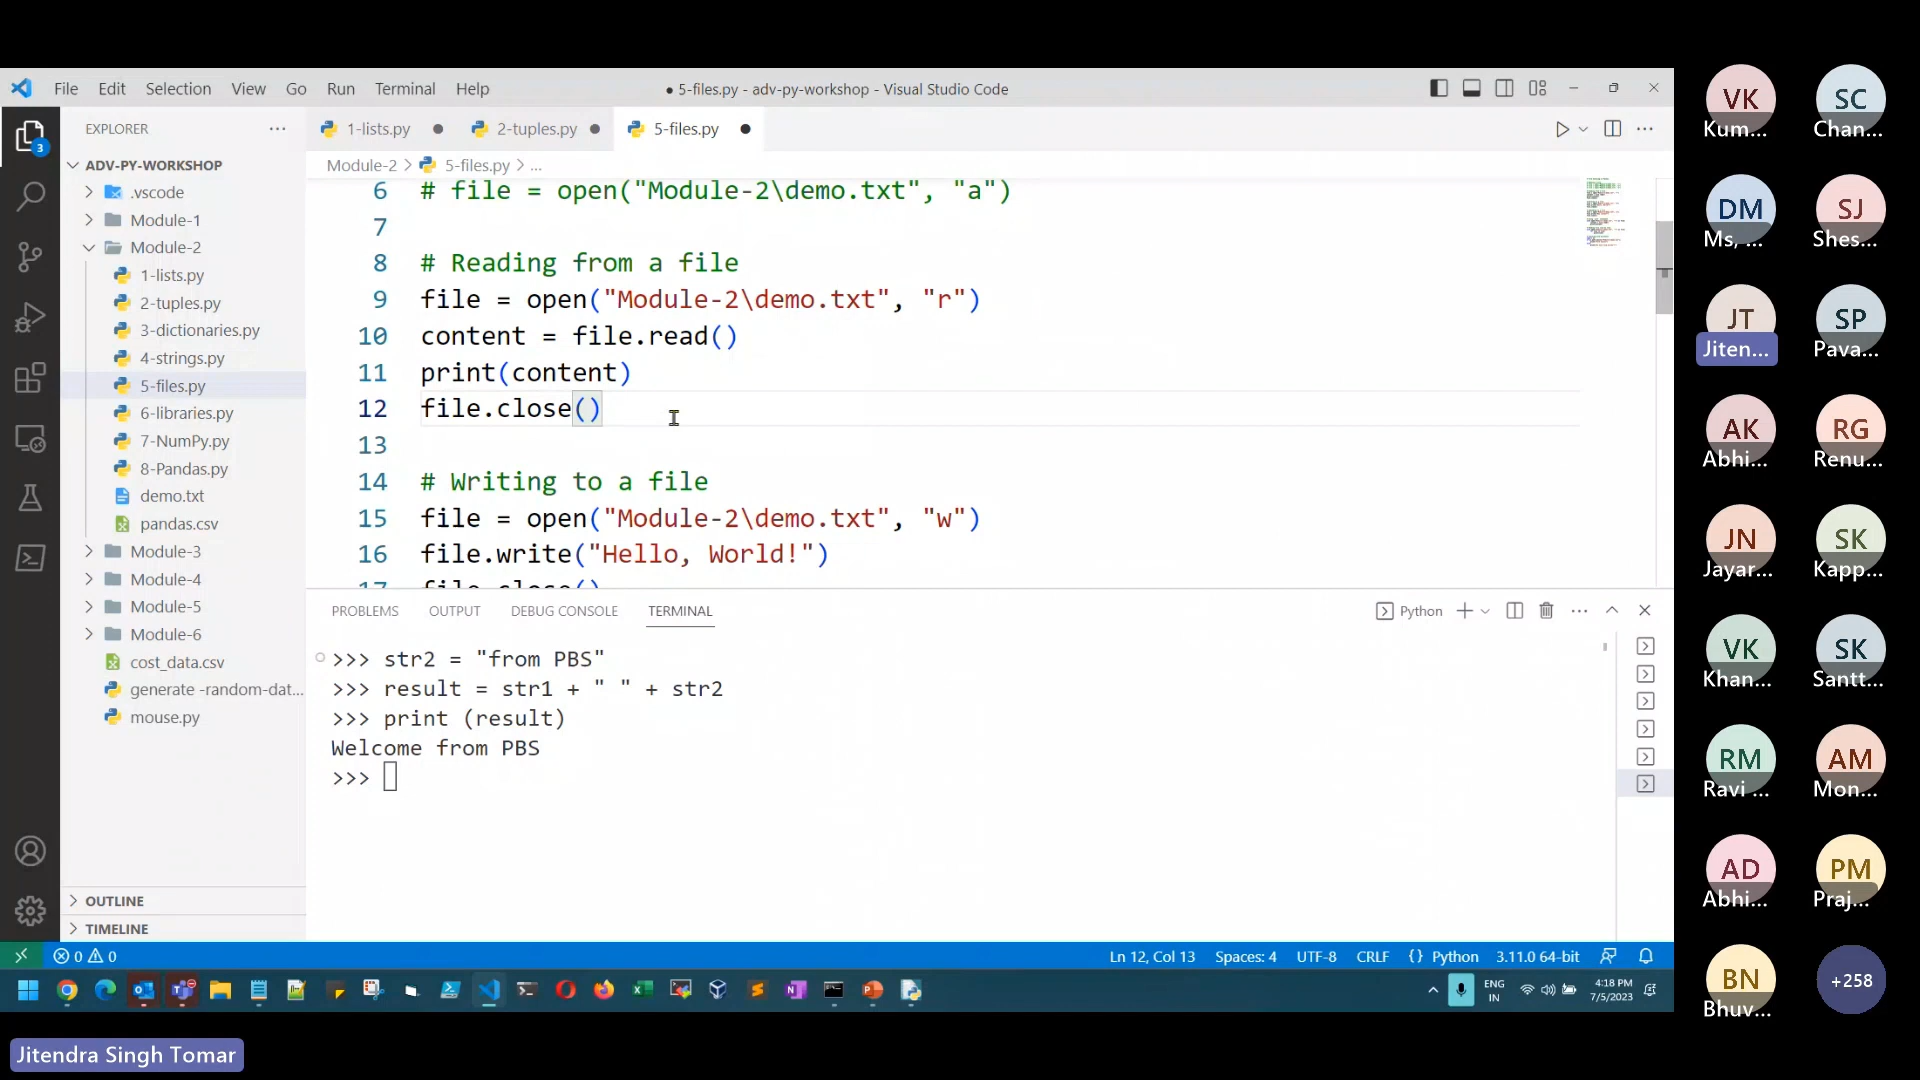 File Edit Selection View Go Run Terminal Help
● 5-files.py - adv-py-workshop - Visual Studio Code
EXPLORER
1-lists.py
2-tuples.py
5-files.py
Module-2 > 5-files.py > ...
3
ADV-PY-WORKSHOP
.vscode
Module-1
Module-2
1-lists.py
2-tuples.py
3-dictionaries.py
4-strings.py
5-files.py
6-libraries.py
7-NumPy.py
8-Pandas.py
demo.txt
pandas.csv
Module-3
Module-4
Module-5
Module-6
cost_data.csv
generate -random-dat...
mouse.py
OUTLINE
TIMELINE
6 # file = open("Module-2\demo.txt", "a")
7
8 # Reading from a file
9 file = open("Module-2\demo.txt", "r")
10 content = file.read()
11 print(content)
12 file.close()
13
14 # Writing to a file
15 file = open("Module-2\demo.txt", "w")
16 file.write("Hello, World!")
17 file.close()
PROBLEMS OUTPUT DEBUG CONSOLE TERMINAL
Python
>>> str2 = "from PBS"
>>> result = str1 + " " + str2
>>> print (result)
Welcome from PBS
>>>
0 0
Ln 12, Col 13 Spaces: 4 UTF-8 CRLF {} Python 3.11.0 64-bit
ENG
IN
4:18 PM
7/5/2023
Jitendra Singh Tomar
VK SC
Kum... Chan...
DM SJ
Ms, ... Shes...
JT SP
Jiten... Pava...
AK RG
Abhi... Renu...
JN SK
Jayar... Kapp...
VK SK
Khan... Santt...
RM AM
Ravi ... Mon...
AD PM
Abhi... Praj...
BN +258
Bhuv...